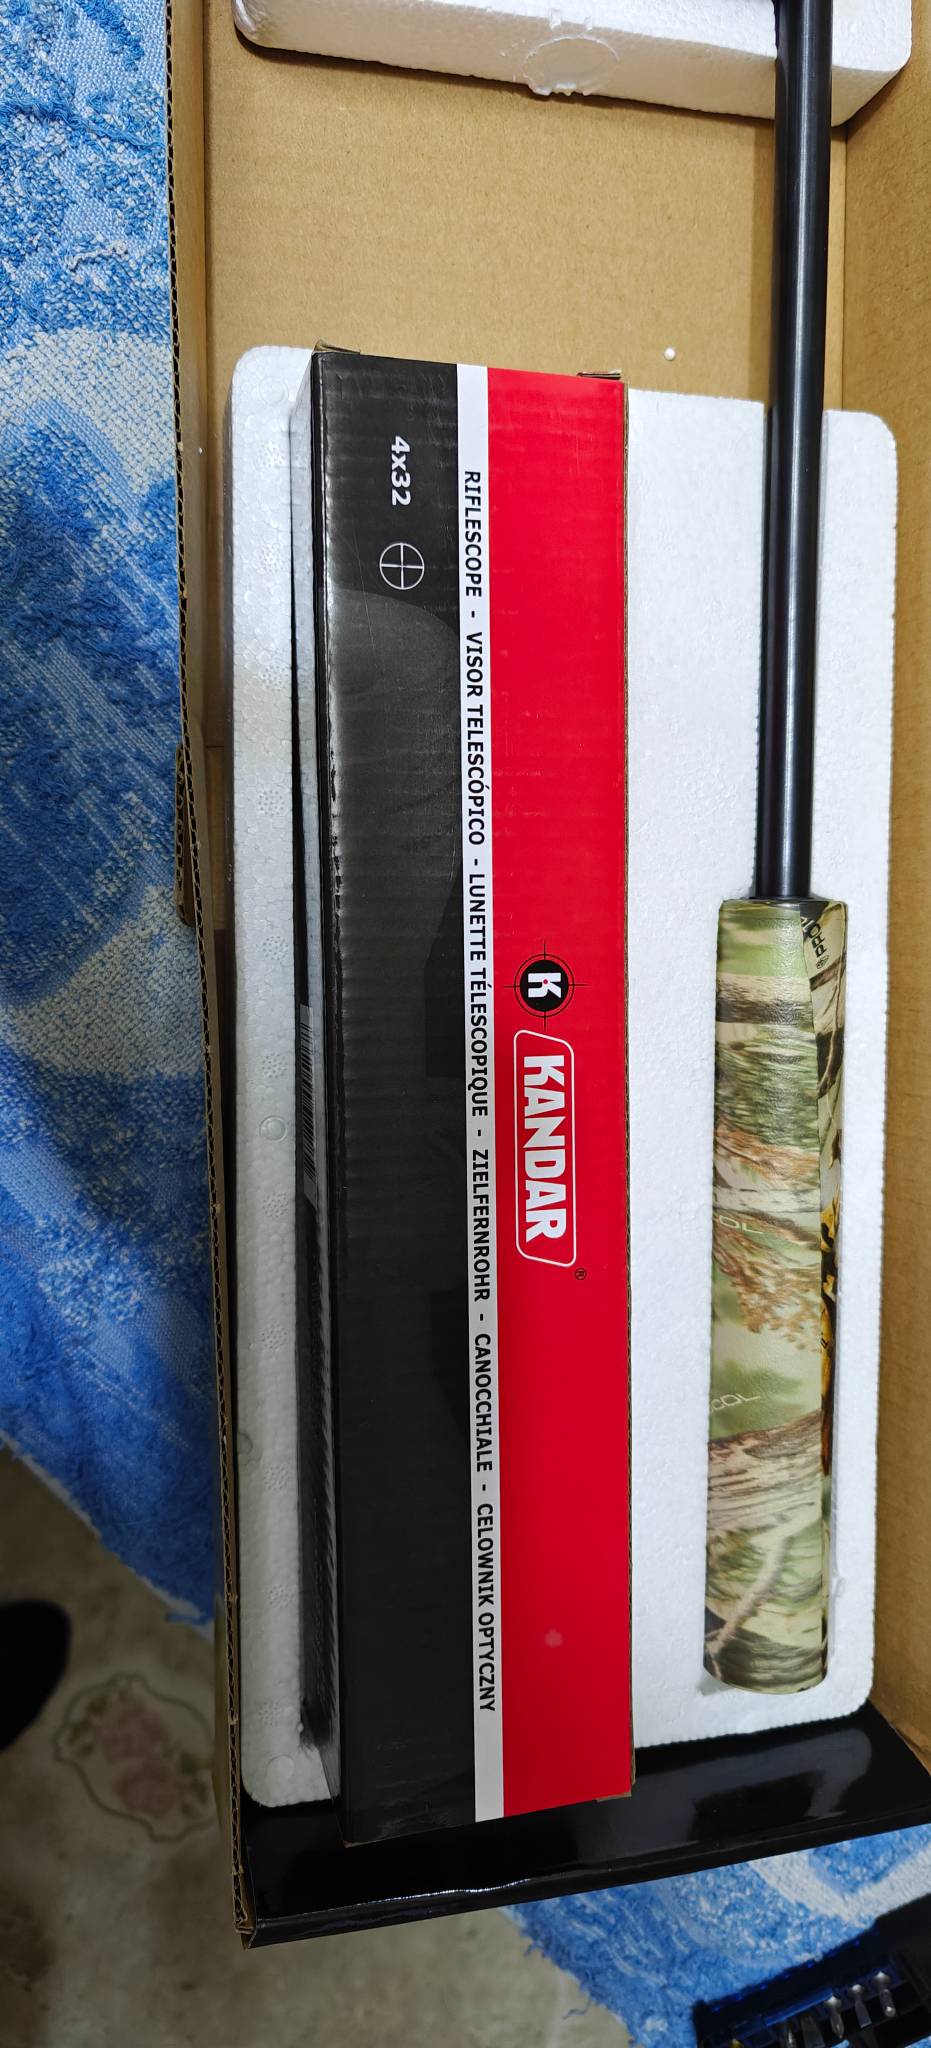 4x32
RIFLESCOPE - VISOR TELESCÓPICO - LUNETTE TÉLESCOPIQUE - ZIELFERNROHR - CANOCCHIALE - CELOWNIK OPTYCZNY
K
KANDAR®